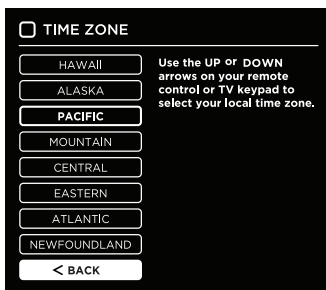 TIME ZONE
HAWAII
ALASKA
PACIFIC
MOUNTAIN
CENTRAL
EASTERN
ATLANTIC
NEWFOUNDLAND
< BACK
Use the UP or DOWN
arrows on your remote
control or TV keypad to
select your local time zone.